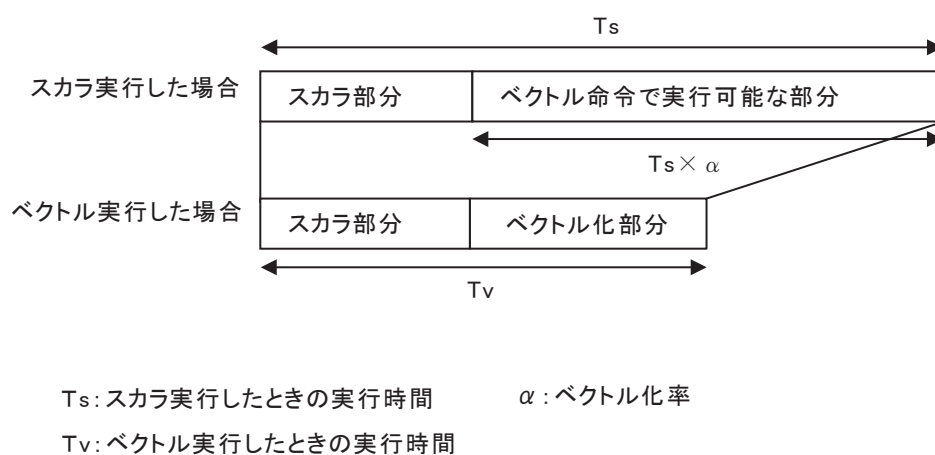 Ts
スカラ実行した場合
スカラ部分
ベクトル命令で実行可能な部分
Ts×α
ベクトル実行した場合
スカラ部分
ベクトル化部分
Tv
Ts:スカラ実行したときの実行時間
α:ベクトル化率
Tv:ベクトル実行したときの実行時間